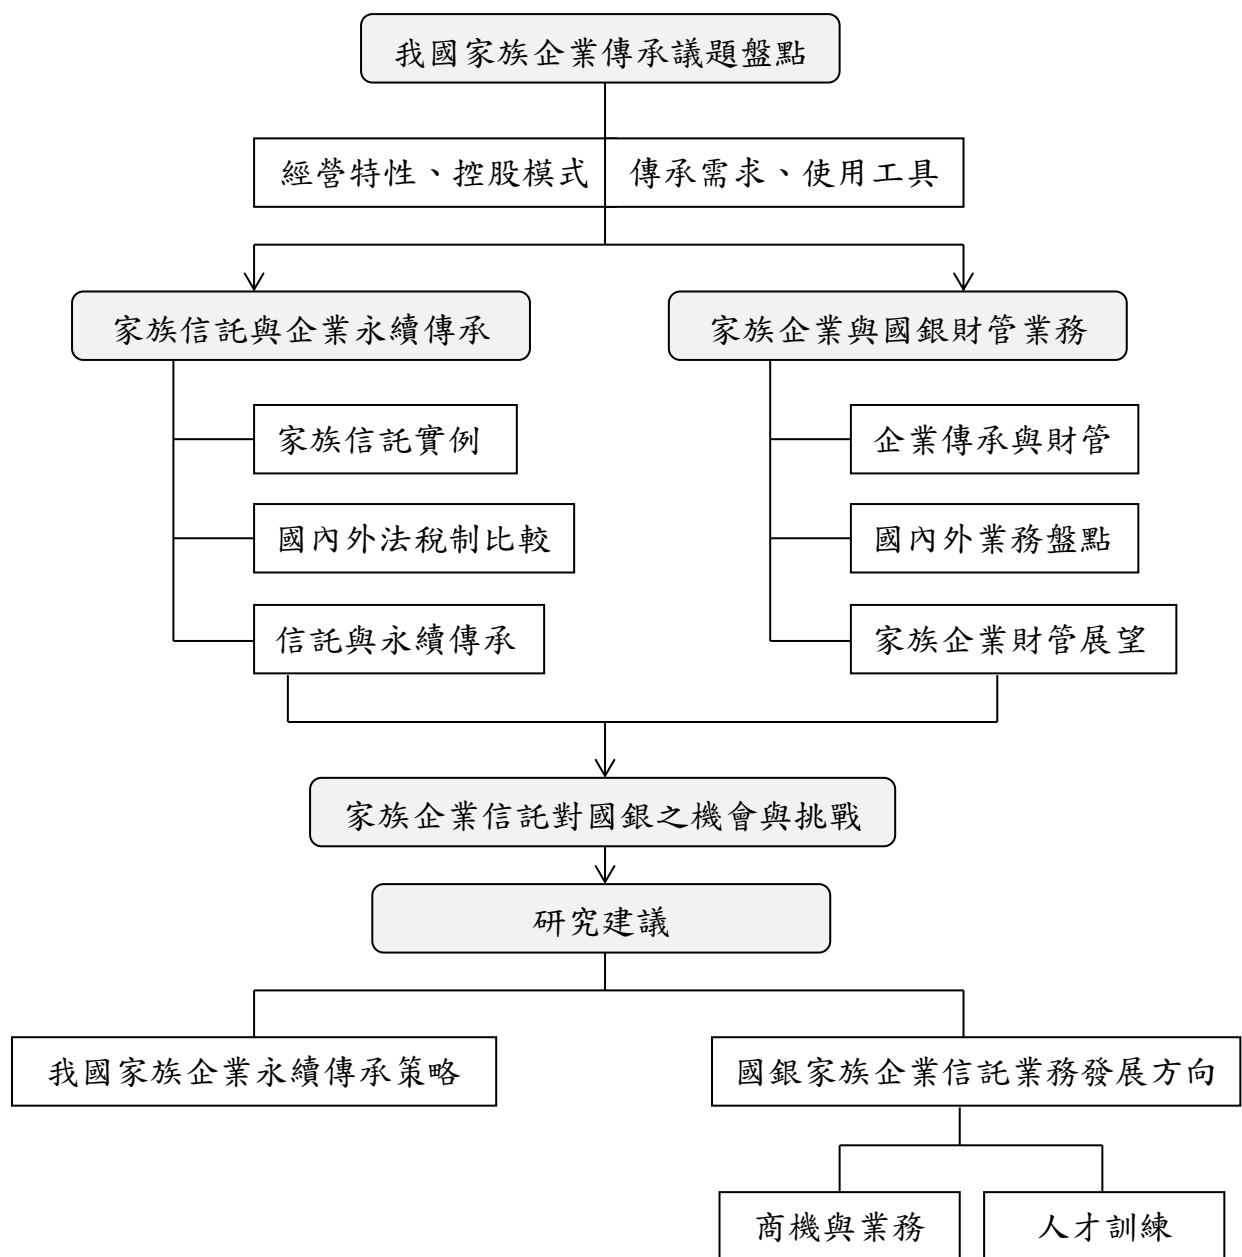 我國家族企業傳承議題盤點
經營特性、控股模式
傳承需求、使用工具
家族信託與企業永續傳承
家族企業與國銀財管業務
家族信託實例
企業傳承與財管
國內外法稅制比較
國內外業務盤點
信託與永續傳承
家族企業財管展望
家族企業信託對國銀之機會與挑戰
研究建議
我國家族企業永續傳承策略
國銀家族企業信託業務發展方向
商機與業務
人才訓練